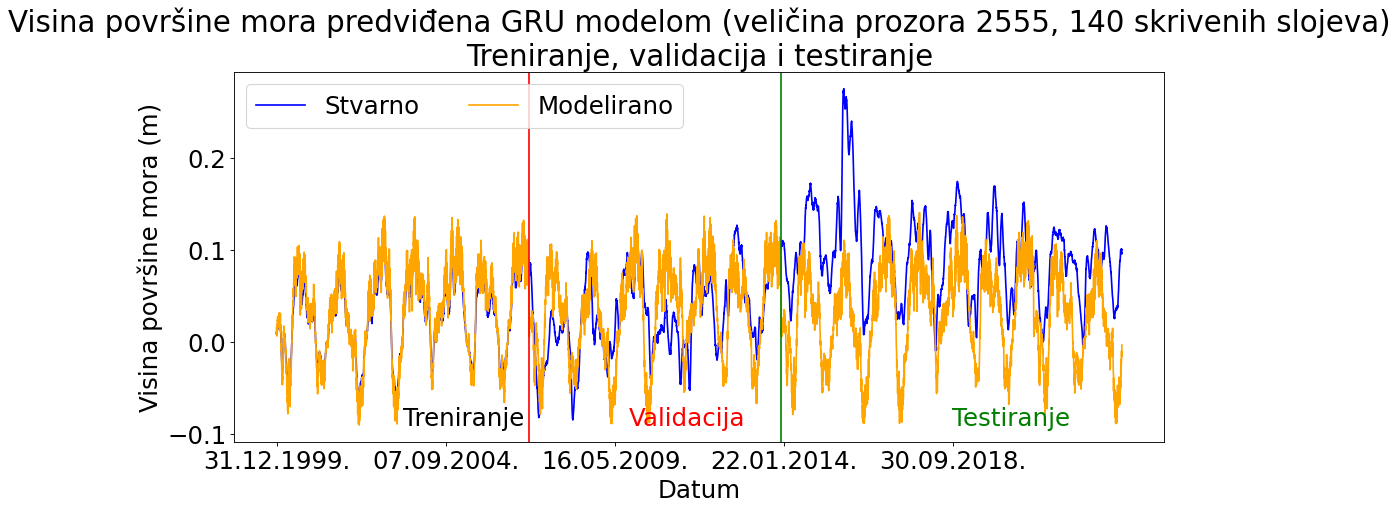 Visina površine mora predviđena GRU modelom (veličina prozora 2555, 140 skrivenih slojeva)
Treniranje, validacija i testiranje
Stvarno
Modelirano
Visina površine mora (m)
0.2
0.1
0.0
−0.1
Treniranje
Validacija
Testiranje
31.12.1999.
07.09.2004.
16.05.2009.
22.01.2014.
30.09.2018.
Datum